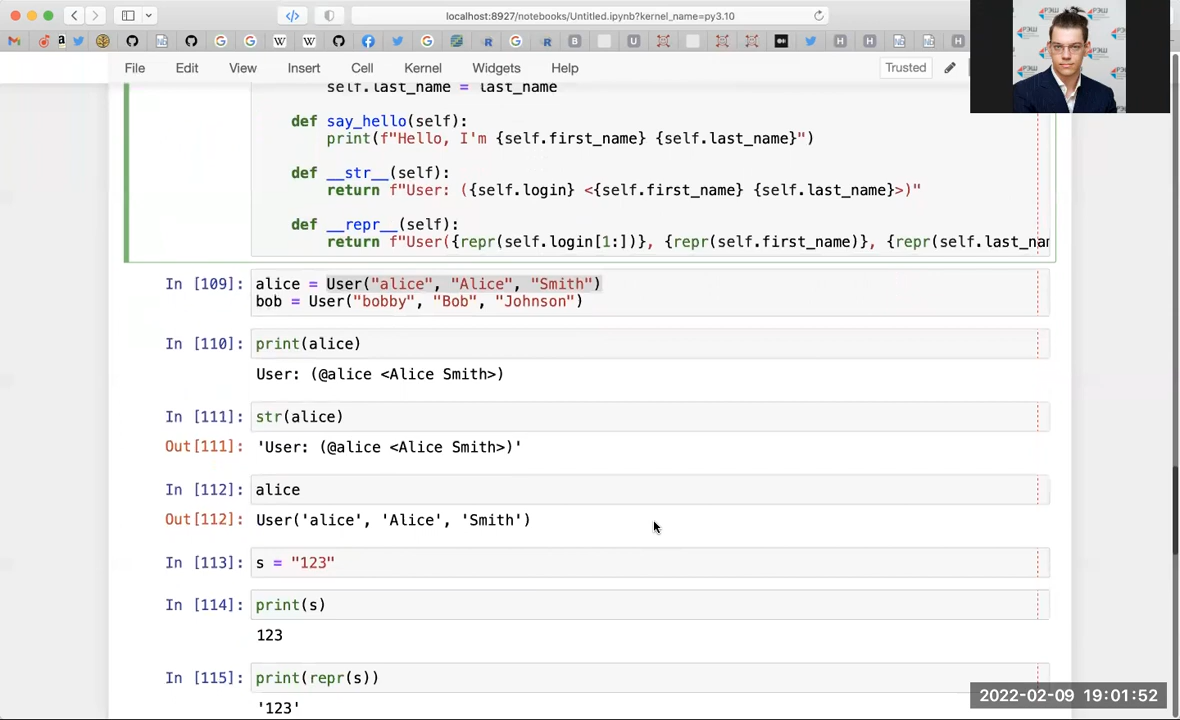 localhost:8927/notebooks/Untitled.ipynb?kernel_name=py3.10
File Edit View Insert Cell Kernel Widgets Help Trusted
self.last_name = last_name
def say_hello(self):
print(f"Hello, I'm {self.first_name} {self.last_name}")
def __str__(self):
return f"User: ({self.login} <{self.first_name} {self.last_name}>)"
def __repr__(self):
return f"User({repr(self.login[1:])}, {repr(self.first_name)}, {repr(self.last_nam
In [109]: alice = User("alice", "Alice", "Smith")
bob = User("bobby", "Bob", "Johnson")
In [110]: print(alice)
User: (@alice <Alice Smith>)
In [111]: str(alice)
Out[111]: 'User: (@alice <Alice Smith>)'
In [112]: alice
Out[112]: User('alice', 'Alice', 'Smith')
In [113]: s = "123"
In [114]: print(s)
123
In [115]: print(repr(s))
'123'
2022-02-09 19:01:52